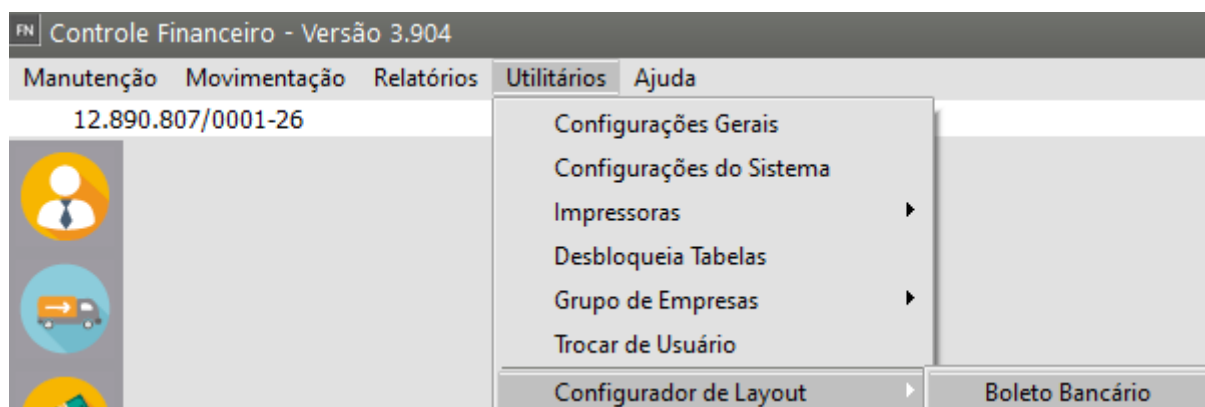 FN Controle Financeiro - Versão 3.904
Manutenção Movimentação Relatórios Utilitários Ajuda
12.890.807/0001-26
Configurações Gerais
Configurações do Sistema
Impressoras
Desbloqueia Tabelas
Grupo de Empresas
Trocar de Usuário
Configurador de Layout Boleto Bancário